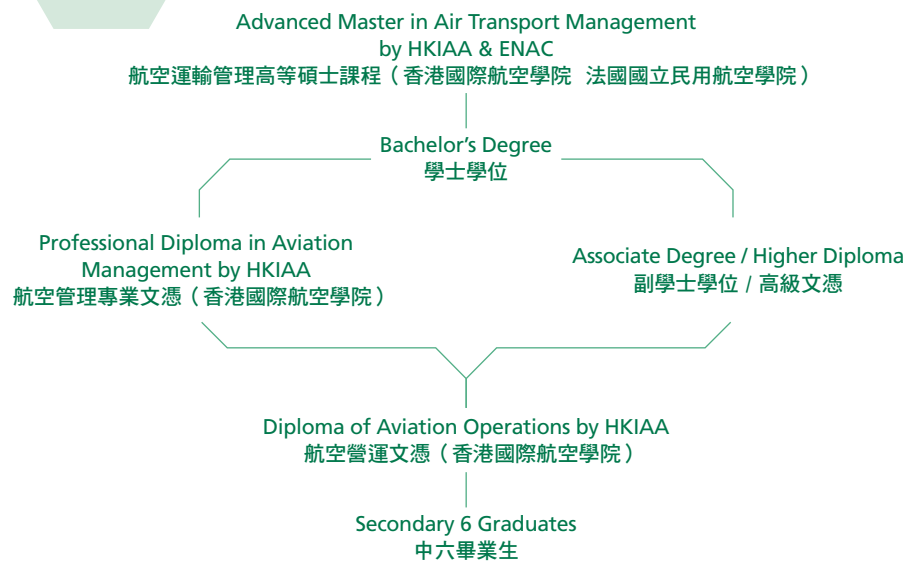 Advanced Master in Air Transport Management
by HKIAA & ENAC
航空運輸管理高等碩士課程（香港國際航空學院 法國國立民用航空學院）
Bachelor's Degree
學士學位
Professional Diploma in Aviation
Management by HKIAA
航空管理專業文憑（香港國際航空學院）
Associate Degree / Higher Diploma
副學士學位 / 高級文憑
Diploma of Aviation Operations by HKIAA
航空營運文憑（香港國際航空學院）
Secondary 6 Graduates
中六畢業生